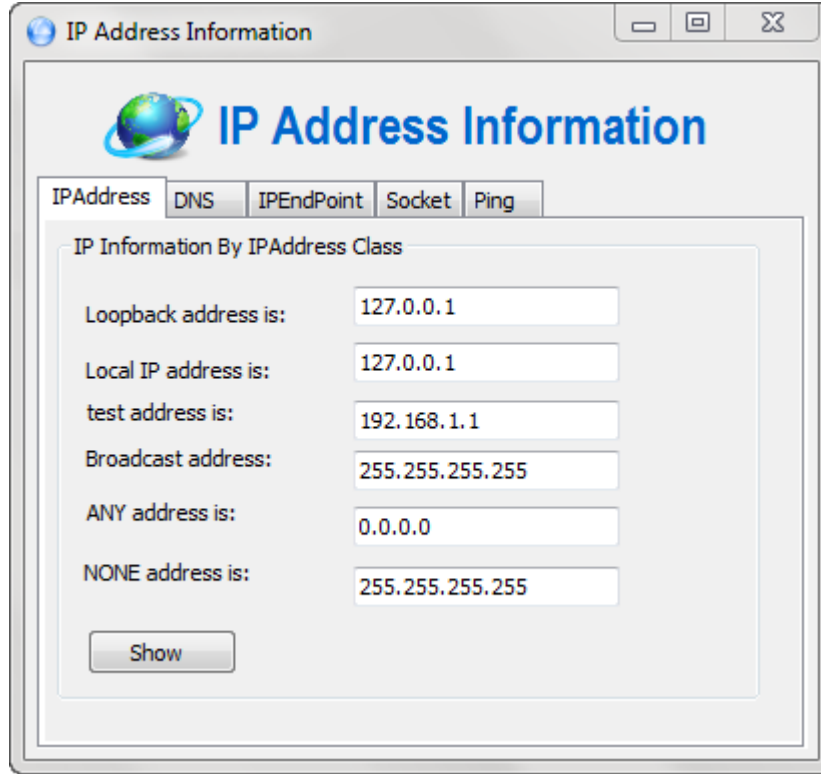 IP Address Information
IP Address Information
IPAddress DNS IPEndPoint Socket Ping
IP Information By IPAddress Class
Loopback address is: 127.0.0.1
Local IP address is: 127.0.0.1
test address is: 192.168.1.1
Broadcast address: 255.255.255.255
ANY address is: 0.0.0.0
NONE address is: 255.255.255.255
Show